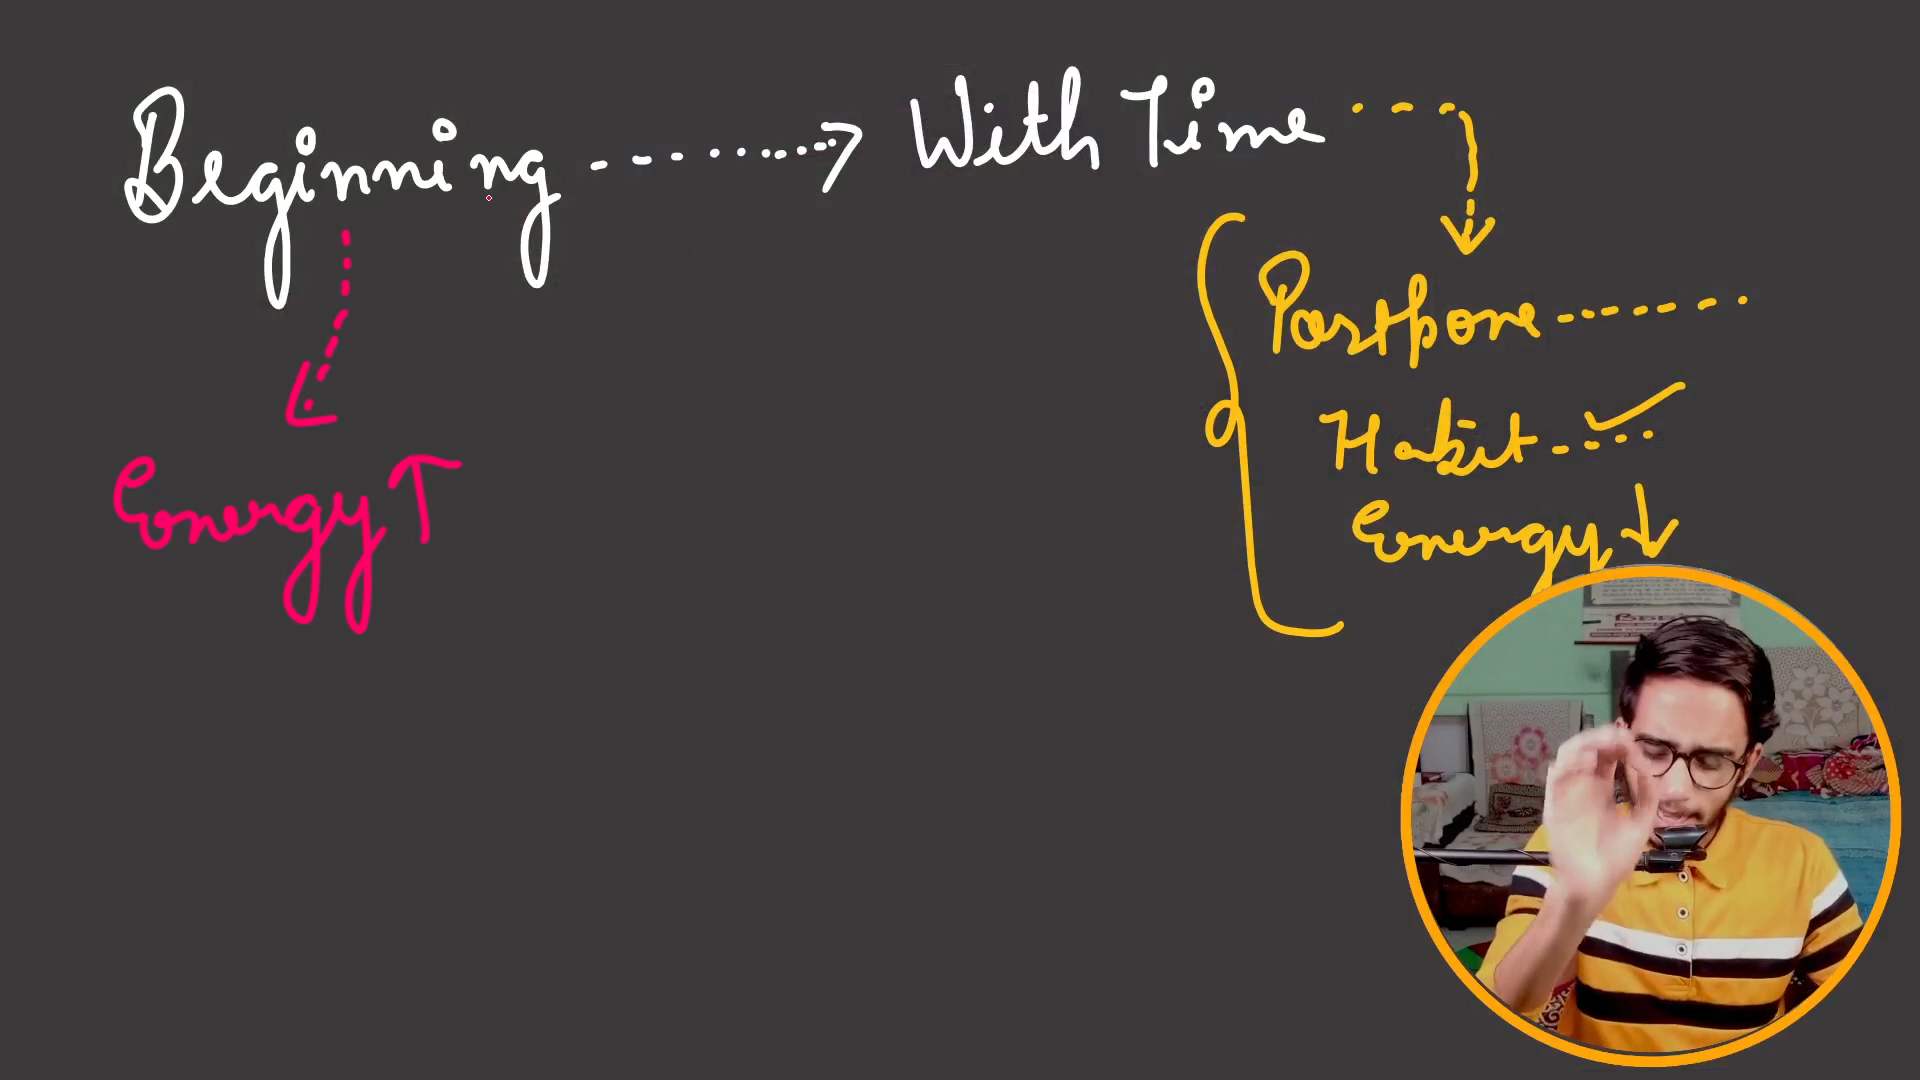 Beginning -------> With Time
Postpone
Habit
Energy ↑
Energy ↓